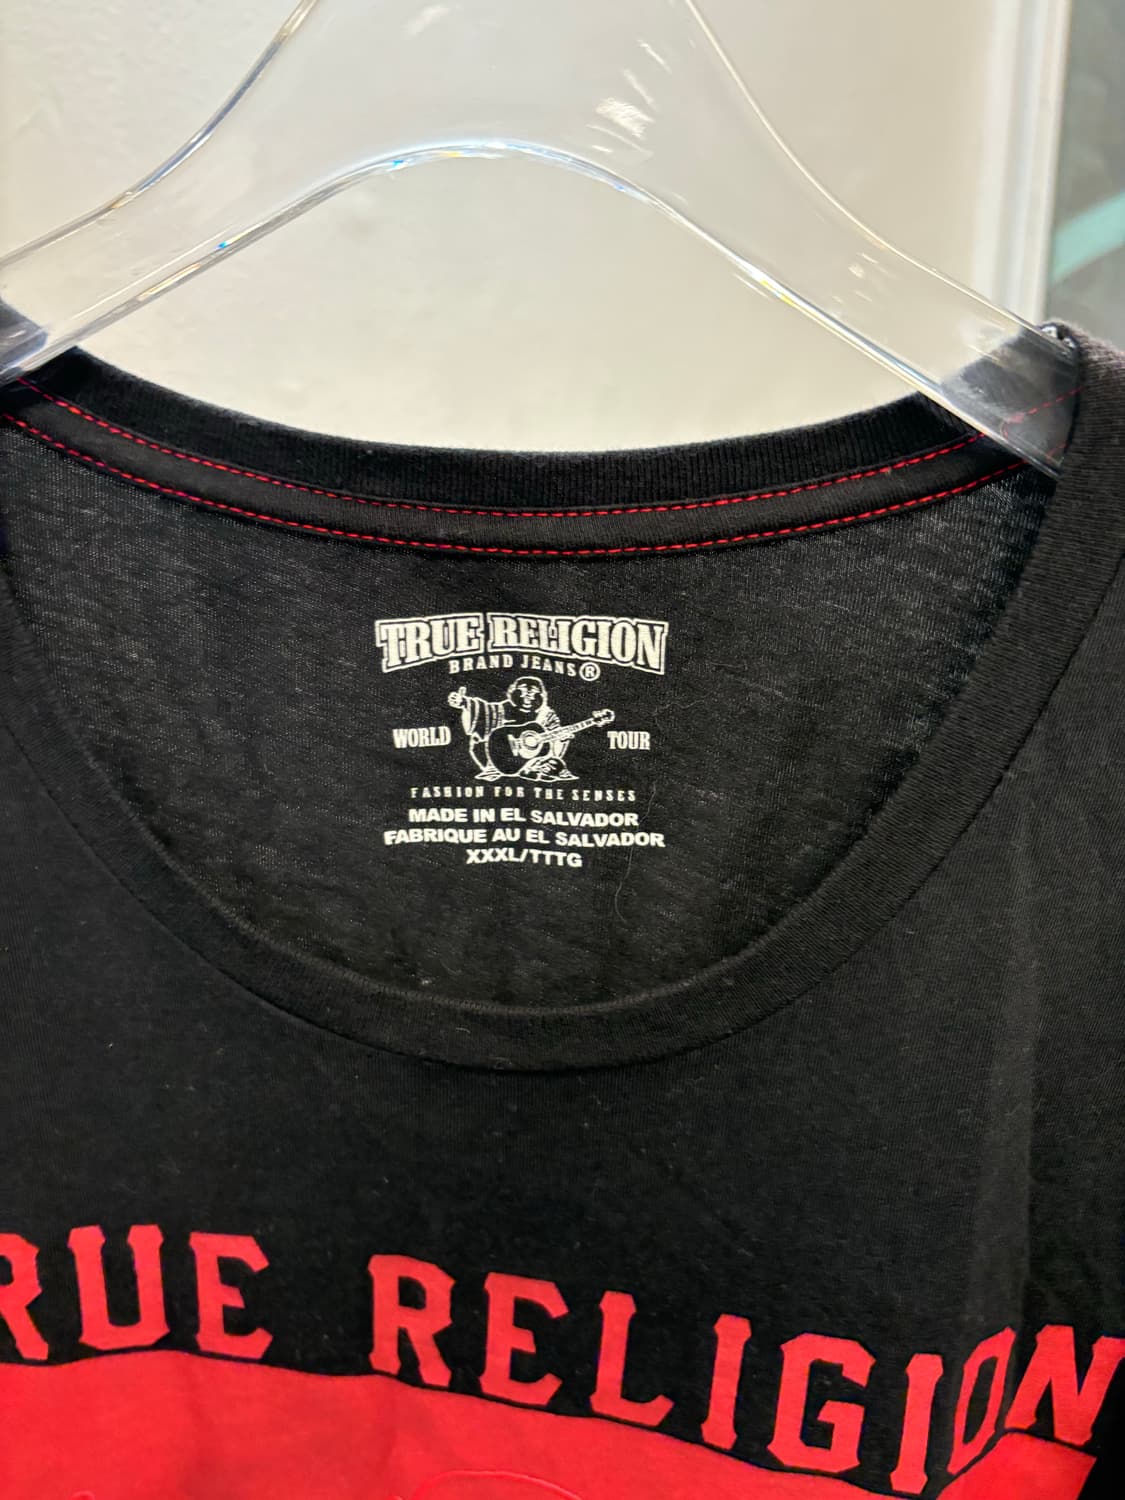 TRUE RELIGION
BRAND JEANS®
WORLD TOUR
FASHION FOR THE SENSES
MADE IN EL SALVADOR
FABRIQUE AU EL SALVADOR
XXXL/TTTG
RUE RELIGION